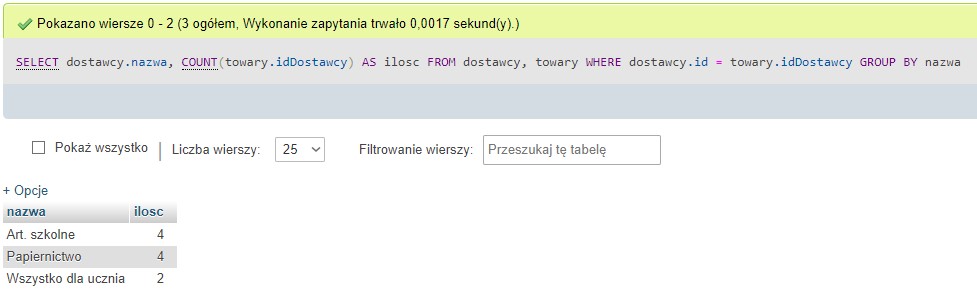 Pokazano wiersze 0 - 2 (3 ogółem, Wykonanie zapytania trwało 0,0017 sekund(y).)
SELECT dostawcy.nazwa, COUNT(towary.idDostawcy) AS ilosc FROM dostawcy, towary WHERE dostawcy.id = towary.idDostawcy GROUP BY nazwa
Pokaż wszystko | Liczba wierszy: 25 Filtrowanie wierszy: Przeszukaj tę tabelę
+ Opcje
nazwa ilosc
Art. szkolne 4
Papiernictwo 4
Wszystko dla ucznia 2